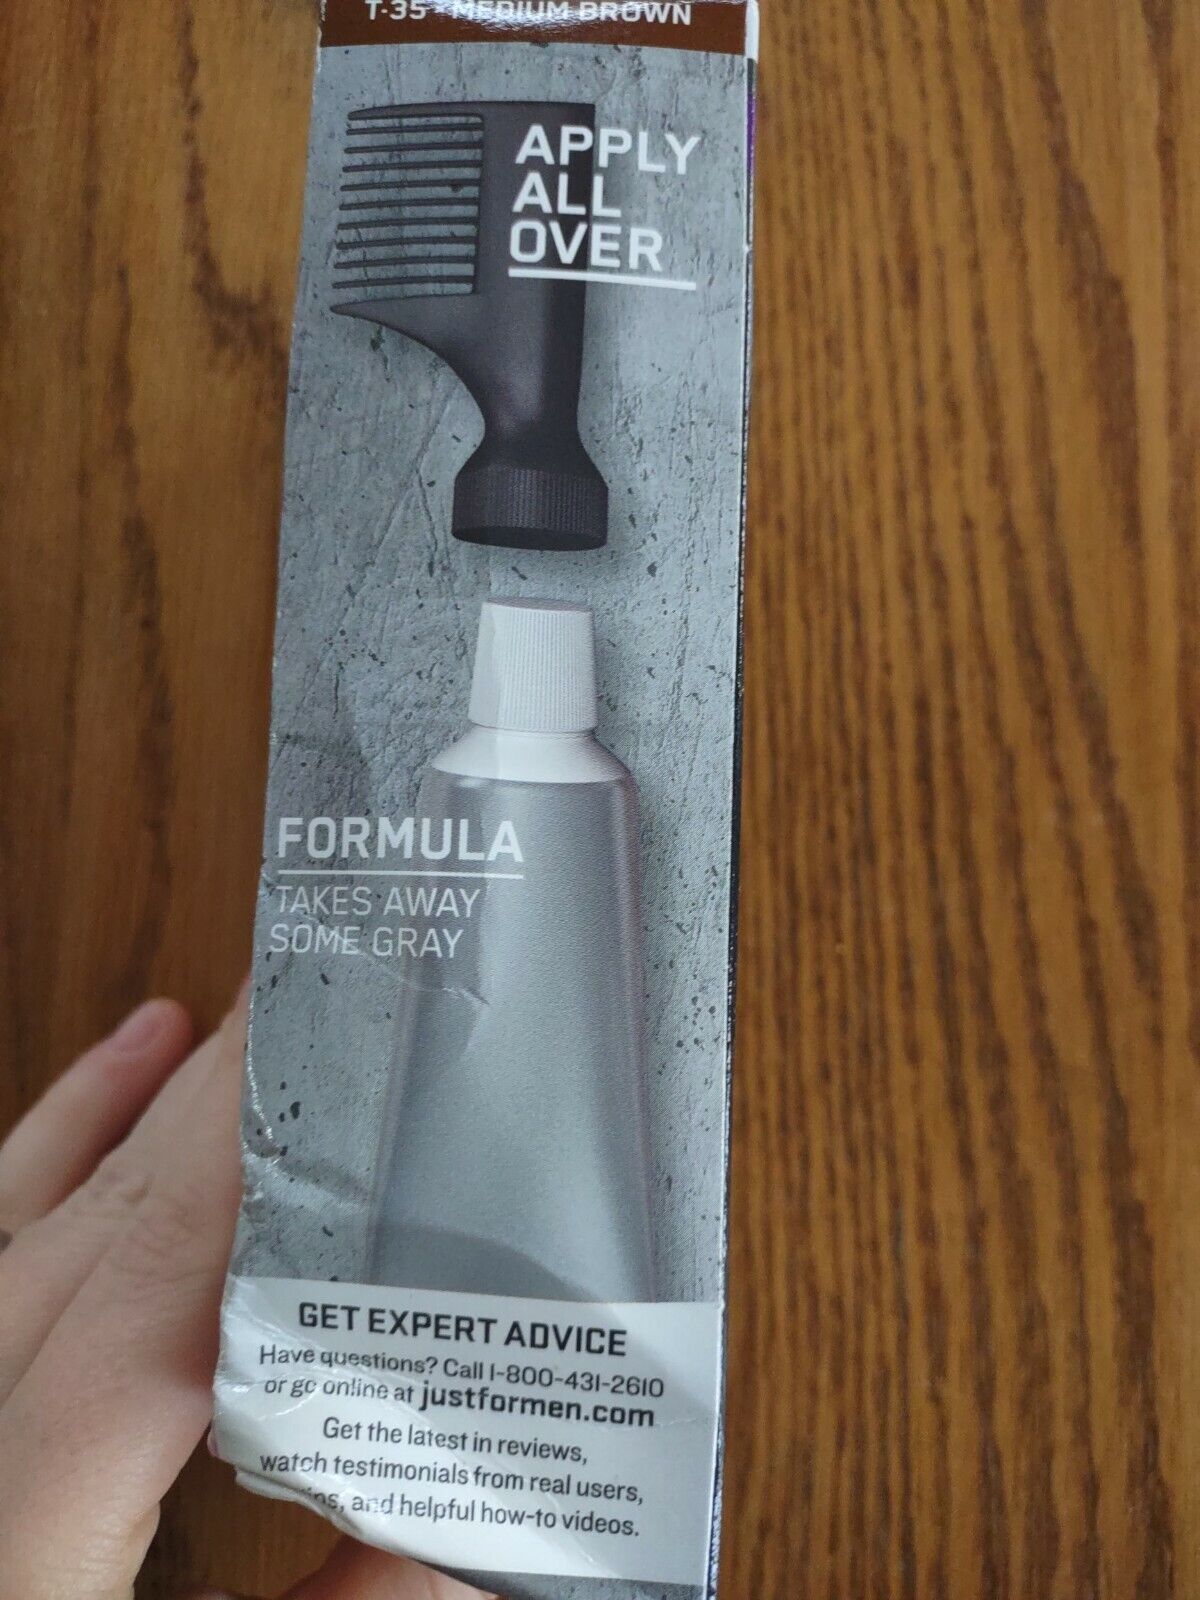 T-35 - MEDIUM BROWN
APPLY
ALL
OVER
FORMULA
TAKES AWAY
SOME GRAY
GET EXPERT ADVICE
Have questions? Call 1-800-431-2610
or go online at justformen.com
Get the latest in reviews,
watch testimonials from real users,
and helpful how-to videos.